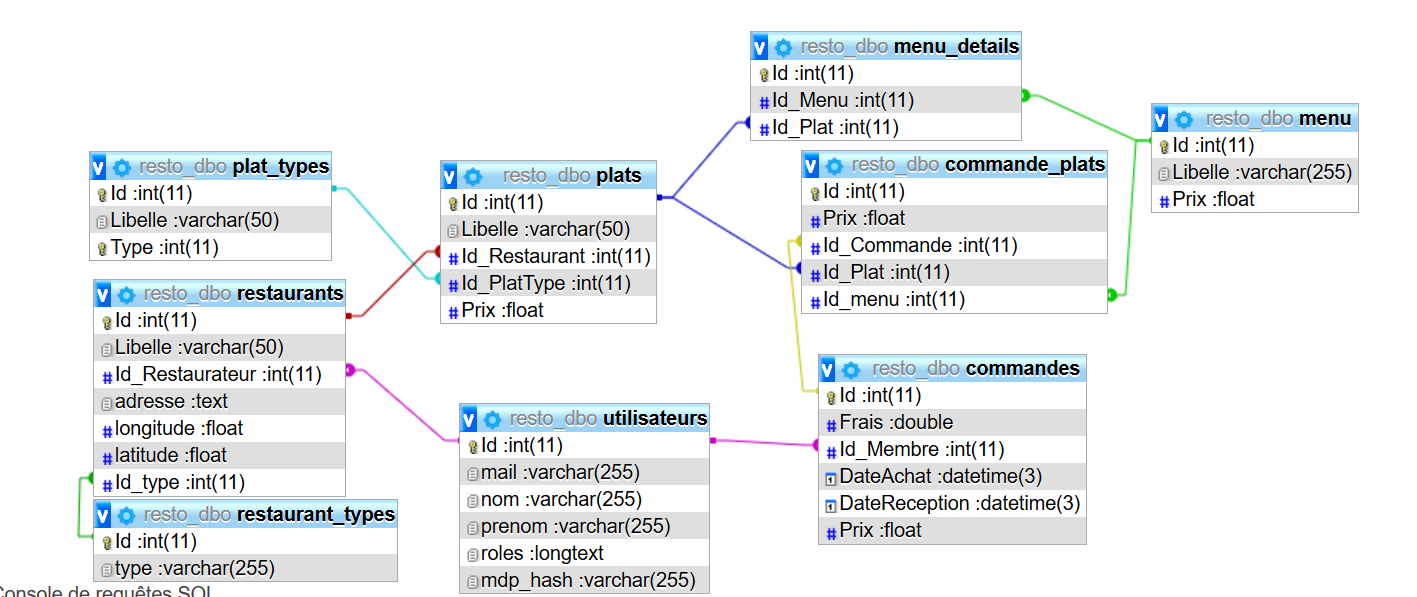 resto_dbo menu_details
Id :int(11)
Id_Menu :int(11)
Id_Plat :int(11)
resto_dbo menu
Id :int(11)
Libelle :varchar(255)
Prix :float
resto_dbo plat_types
Id :int(11)
Libelle :varchar(50)
Type :int(11)
resto_dbo plats
Id :int(11)
Libelle :varchar(50)
Id_Restaurant :int(11)
Id_PlatType :int(11)
Prix :float
resto_dbo commande_plats
Id :int(11)
Prix :float
Id_Commande :int(11)
Id_Plat :int(11)
Id_menu :int(11)
resto_dbo restaurants
Id :int(11)
Libelle :varchar(50)
Id_Restaurateur :int(11)
adresse :text
longitude :float
latitude :float
Id_type :int(11)
resto_dbo commandes
Id :int(11)
Frais :double
Id_Membre :int(11)
DateAchat :datetime(3)
DateReception :datetime(3)
Prix :float
resto_dbo utilisateurs
Id :int(11)
mail :varchar(255)
nom :varchar(255)
prenom :varchar(255)
roles :longtext
mdp_hash :varchar(255)
resto_dbo restaurant_types
Id :int(11)
type :varchar(255)
Console de requêtes SQL